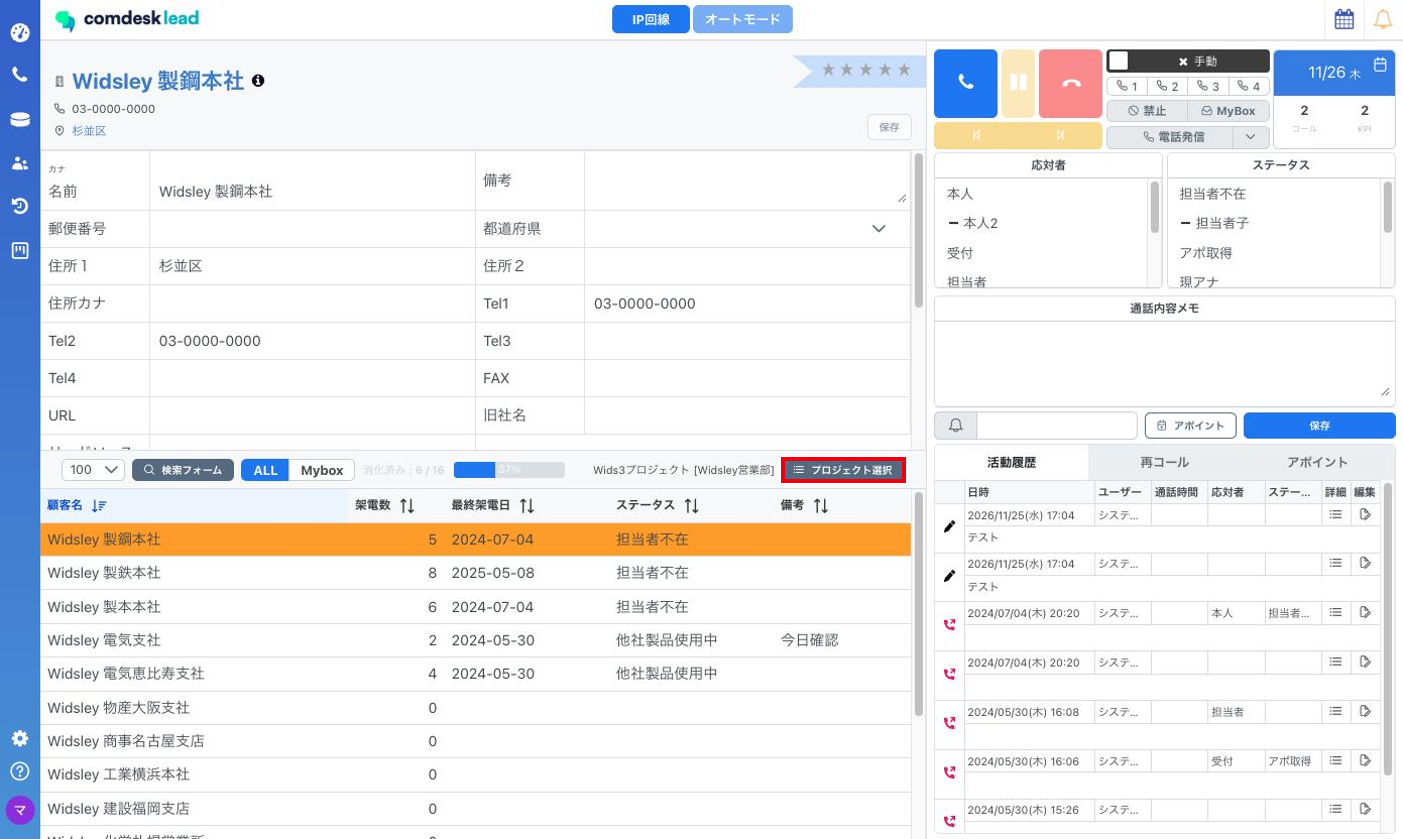 comdesk lead
IP回線
オートモード
Widsley 製鋼本社
03-0000-0000
杉並区
保存
カナ
名前 Widsley 製鋼本社 備考
郵便番号 都道府県
住所１ 杉並区 住所２
住所カナ Tel1 03-0000-0000
Tel2 03-0000-0000 Tel3
Tel4 FAX
URL 旧社名
100 検索フォーム ALL Mybox 消化済み : 6 / 16 37% Wids3プロジェクト [Widsley営業部] プロジェクト選択
顧客名 架電数 最終架電日 ステータス 備考
Widsley 製鋼本社 5 2024-07-04 担当者不在
Widsley 製鉄本社 8 2025-05-08 担当者不在
Widsley 製本本社 6 2024-07-04 担当者不在
Widsley 電気支社 2 2024-05-30 他社製品使用中 今日確認
Widsley 電気恵比寿支社 4 2024-05-30 他社製品使用中
Widsley 物産大阪支社 0
Widsley 商事名古屋支店 0
Widsley 工業横浜本社 0
Widsley 建設福岡支店 0
Widsley
マ
手動
1 2 3 4
禁止 MyBox
電話発信
11/26 木
2 2
コール KPI
応対者
本人
ー 本人2
受付
担当者
ステータス
担当者不在
ー 担当者子
アポ取得
現アナ
通話内容メモ
アポイント 保存
活動履歴 再コール アポイント
日時 ユーザー 通話時間 応対者 ステー... 詳細 編集
2026/11/25(水) 17:04 システ...
テスト
2026/11/25(水) 17:04 システ...
テスト
2024/07/04(木) 20:20 システ... 本人 担当者...
2024/07/04(木) 20:20 システ...
2024/05/30(木) 16:08 システ... 担当者
2024/05/30(木) 16:06 システ... 受付 アポ取得
2024/05/30(木) 15:26 システ...